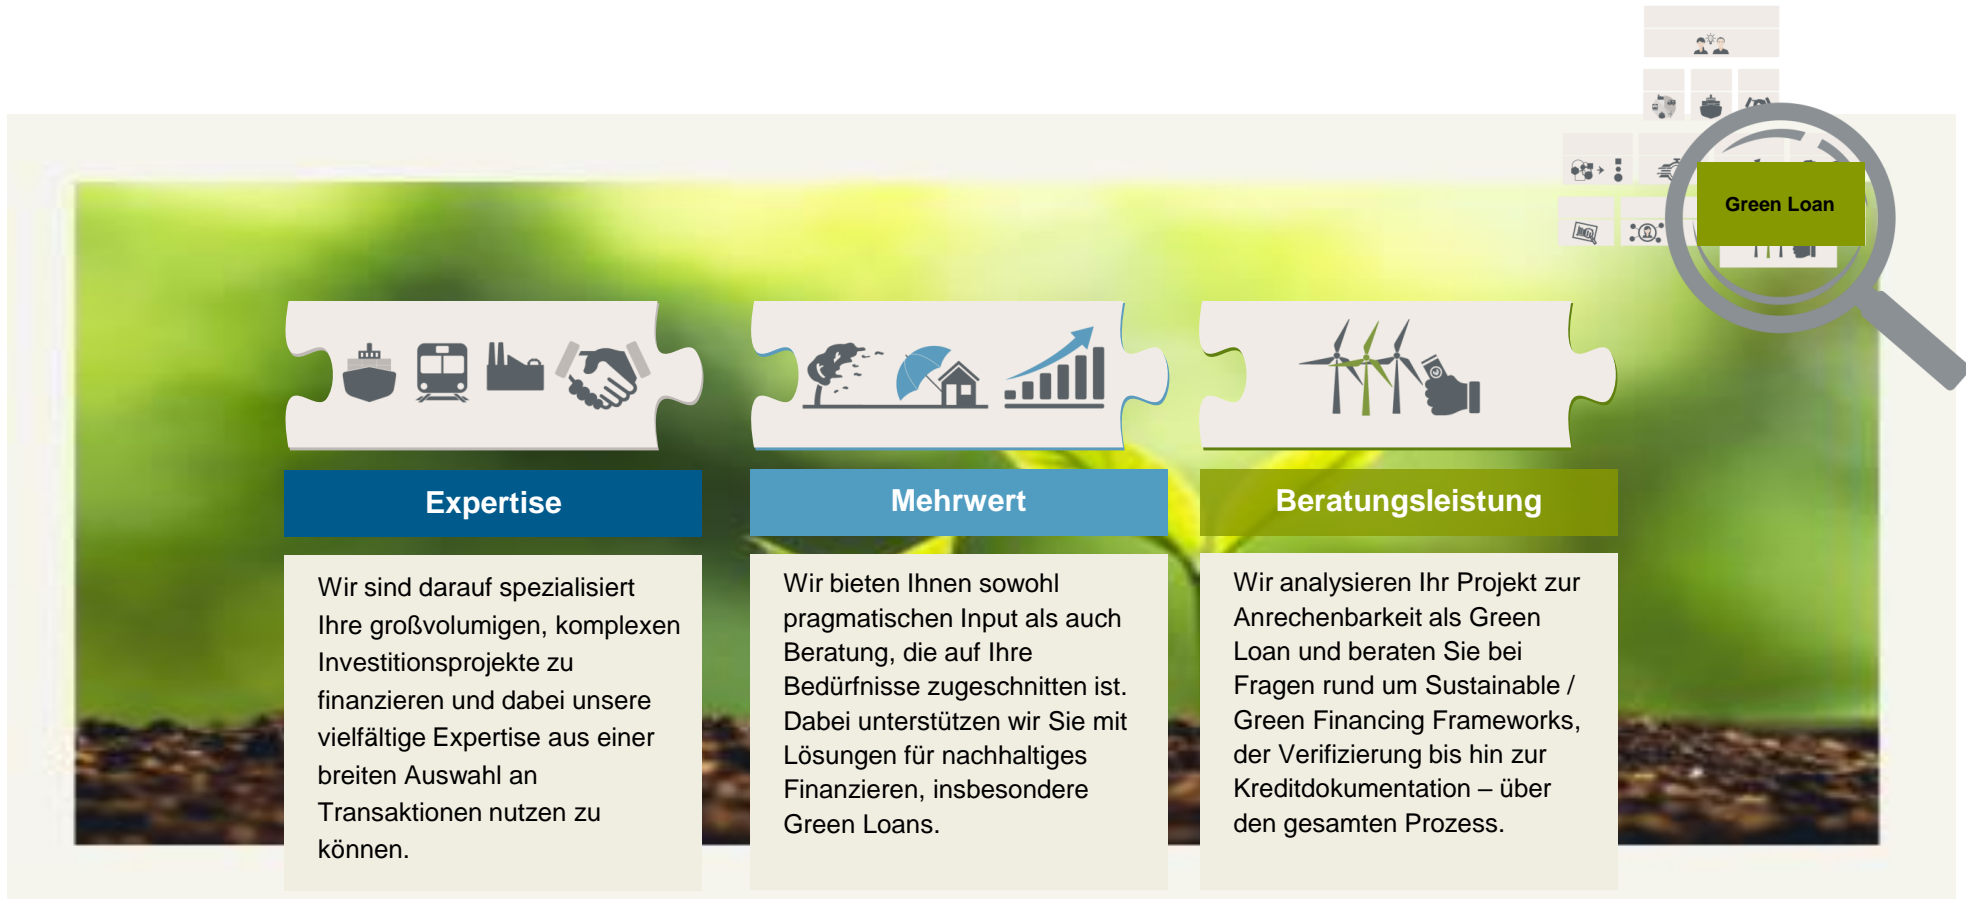 Green Loan
Expertise
Wir sind darauf spezialisiert
Ihre großvolumigen, komplexen
Investitionsprojekte zu
finanzieren und dabei unsere
vielfältige Expertise aus einer
breiten Auswahl an
Transaktionen nutzen zu
können.
Mehrwert
Wir bieten Ihnen sowohl
pragmatischen Input als auch
Beratung, die auf Ihre
Bedürfnisse zugeschnitten ist.
Dabei unterstützen wir Sie mit
Lösungen für nachhaltiges
Finanzieren, insbesondere
Green Loans.
Beratungsleistung
Wir analysieren Ihr Projekt zur
Anrechenbarkeit als Green
Loan und beraten Sie bei
Fragen rund um Sustainable /
Green Financing Frameworks,
der Verifizierung bis hin zur
Kreditdokumentation – über
den gesamten Prozess.